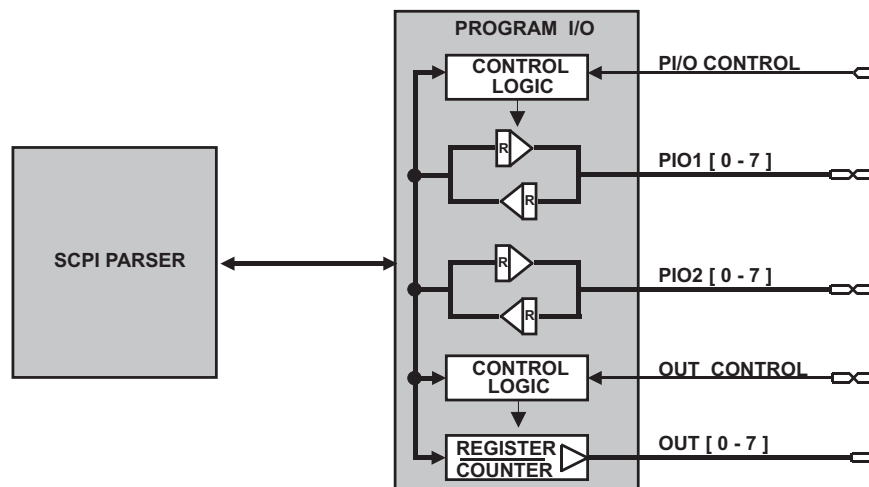 PROGRAM I/O
CONTROL
LOGIC
PI/O CONTROL
R
PIO1 [ 0 - 7 ]
R
SCPI PARSER
R
PIO2 [ 0 - 7 ]
R
CONTROL
LOGIC
OUT CONTROL
REGISTER
COUNTER
OUT [ 0 - 7 ]